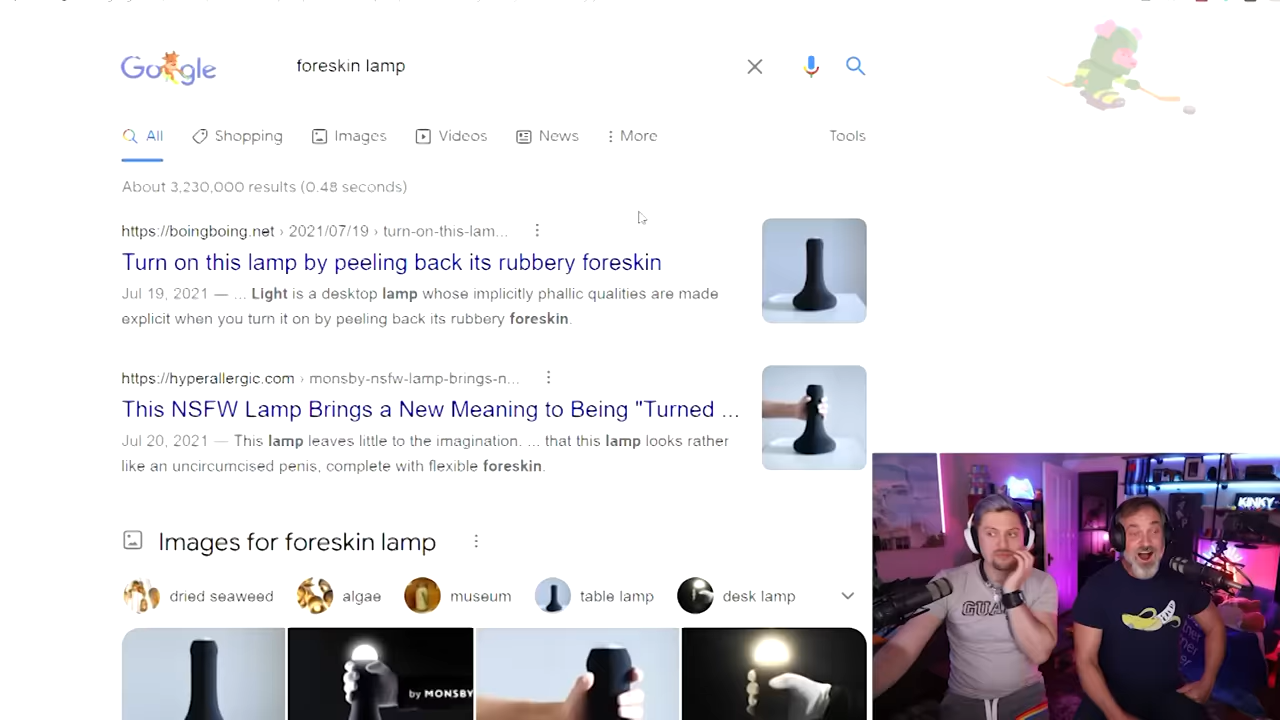 Google
foreskin lamp
All
Shopping
Images
Videos
News
More
Tools
About 3,230,000 results (0.48 seconds)
https://boingboing.net › 2021/07/19 › turn-on-this-lam...
Turn on this lamp by peeling back its rubbery foreskin
Jul 19, 2021 — ... Light is a desktop lamp whose implicitly phallic qualities are made
explicit when you turn it on by peeling back its rubbery foreskin.
https://hyperallergic.com › monsby-nsfw-lamp-brings-n...
This NSFW Lamp Brings a New Meaning to Being "Turned ...
Jul 20, 2021 — This lamp leaves little to the imagination. ... that this lamp looks rather
like an uncircumcised penis, complete with flexible foreskin.
Images for foreskin lamp
dried seaweed
algae
museum
table lamp
desk lamp
by MONSBY
KINKY